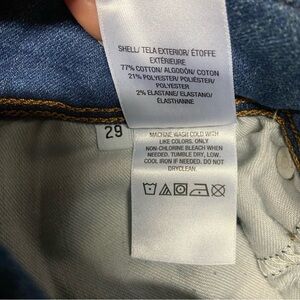 SHELL/ TELA EXTERIOR/ ÉTOFFE
EXTÉRIEURE
77% COTTON/ ALGODÓN/ COTON
21% POLYESTER/ POLIÉSTER/
POLYESTER
2% ELASTANE/ ELASTANO/
ÉLASTHANNE
29
MACHINE WASH COLD WITH
LIKE COLORS. ONLY
NON-CHLORINE BLEACH WHEN
NEEDED. TUMBLE DRY, LOW.
COOL IRON IF NEEDED. DO NOT
DRYCLEAN.